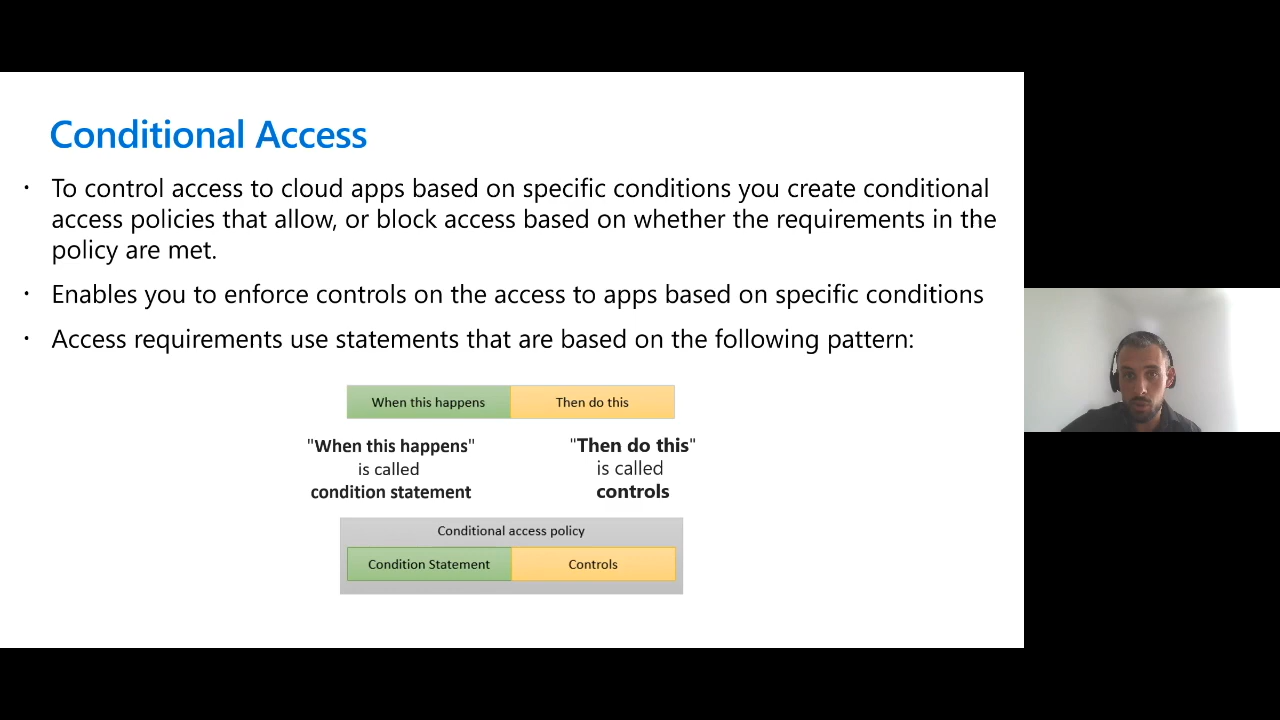 Conditional Access
• To control access to cloud apps based on specific conditions you create conditional
access policies that allow, or block access based on whether the requirements in the
policy are met.
• Enables you to enforce controls on the access to apps based on specific conditions
• Access requirements use statements that are based on the following pattern:
When this happens
Then do this
"When this happens"
is called
condition statement
"Then do this"
is called
controls
Conditional access policy
Condition Statement
Controls